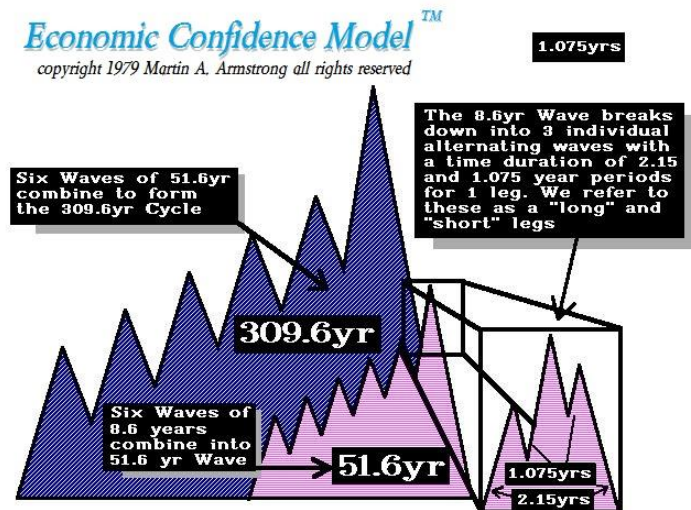 Economic Confidence Model ™
copyright 1979 Martin A. Armstrong all rights reserved
1.075yrs
The 8.6yr Wave breaks
down into 3 individual
alternating waves with
a time duration of 2.15
and 1.075 year periods
for 1 leg. We refer to
these as a "long" and
"short" legs
Six Waves of 51.6yr
combine to form
the 309.6yr Cycle
309.6yr
Six Waves of
8.6 years
combine into
51.6 yr Wave
51.6yr
1.075yrs
2.15yrs